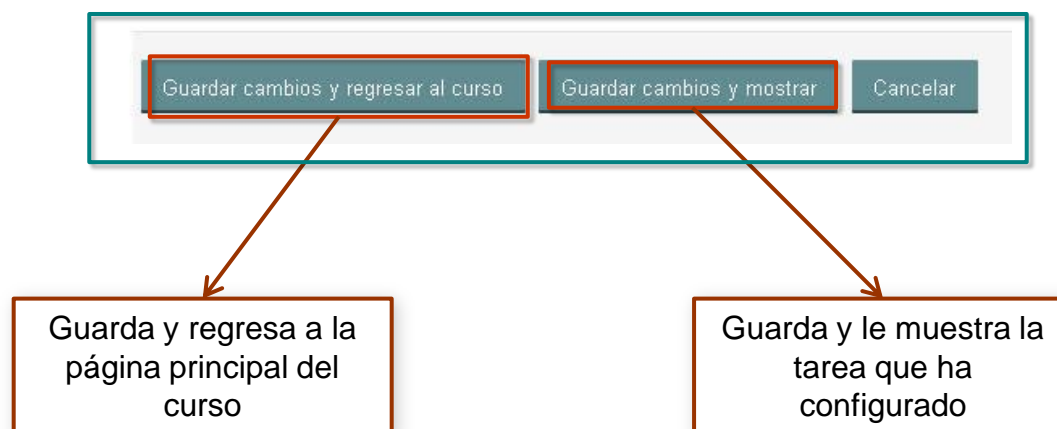 Guardar cambios y regresar al curso
Guardar cambios y mostrar
Cancelar
Guarda y regresa a la
página principal del
curso
Guarda y le muestra la
tarea que ha
configurado